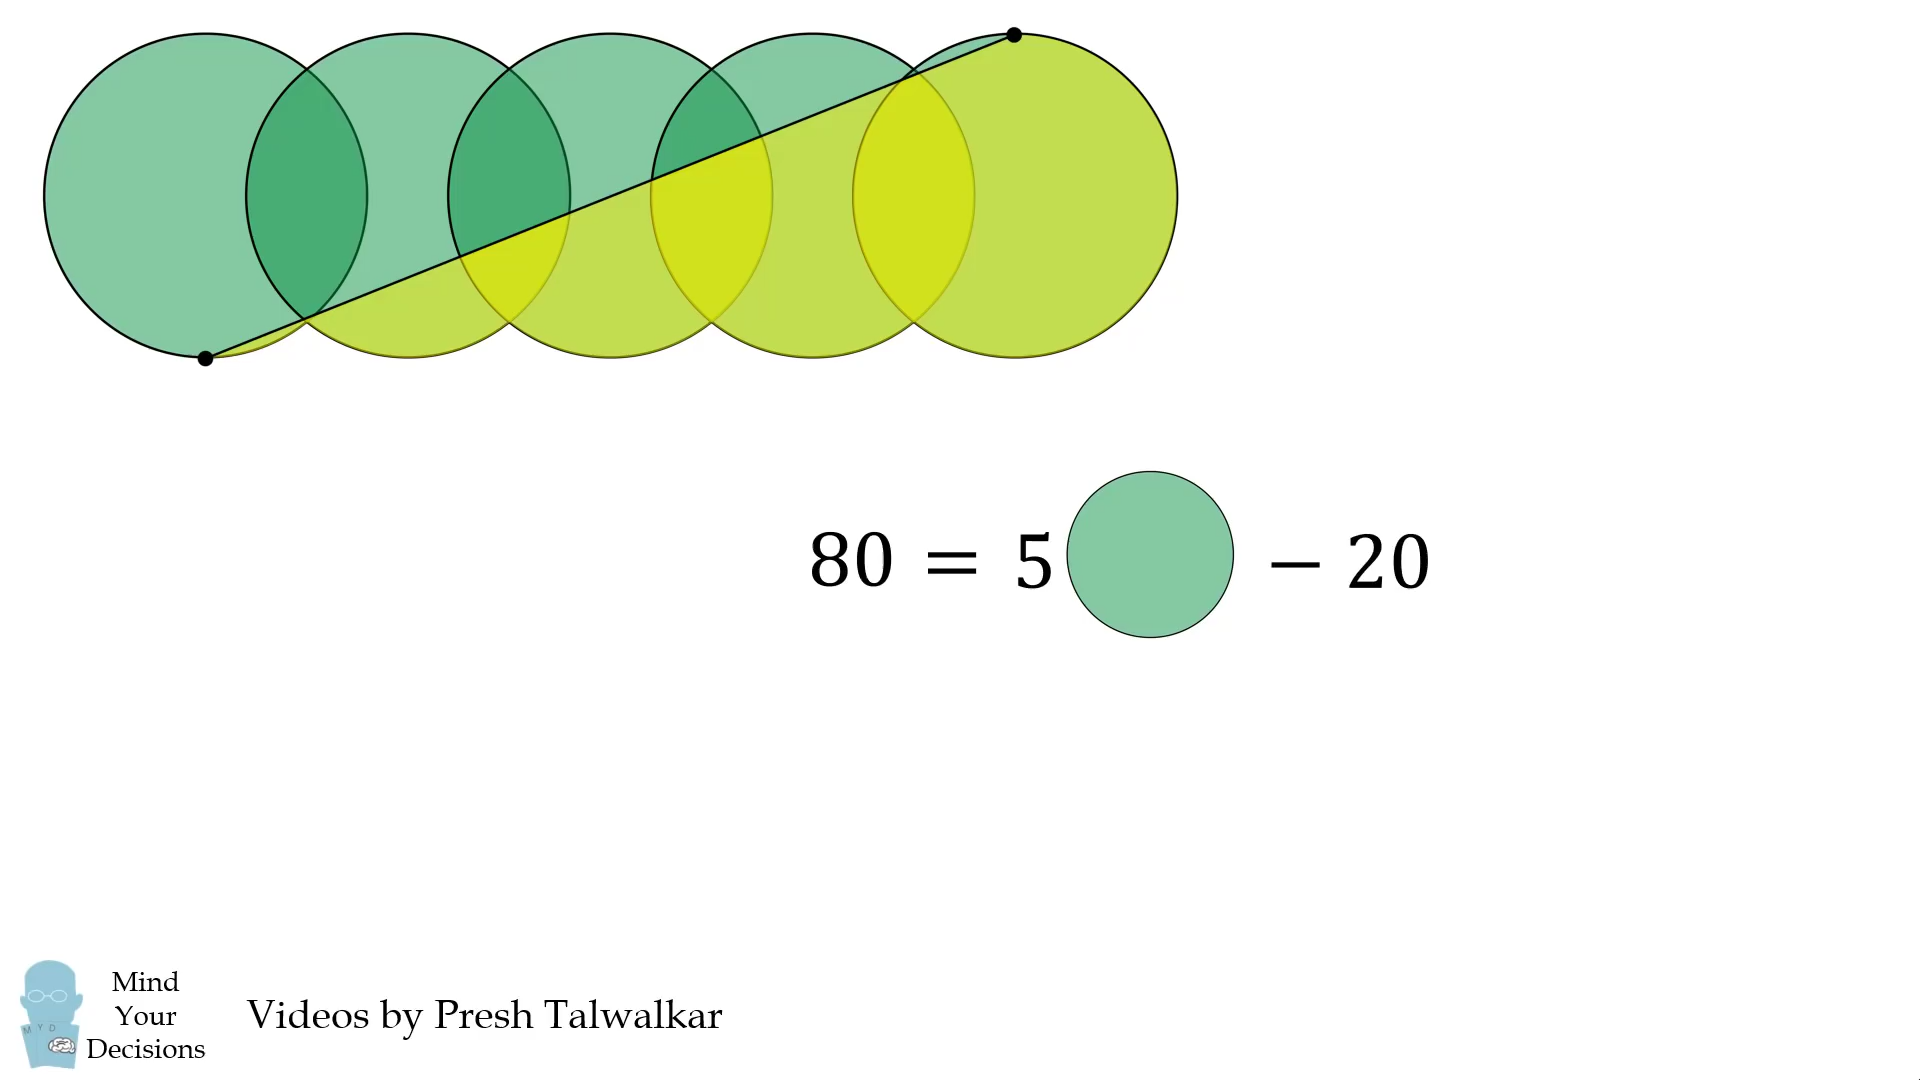 80 = 5 − 20
Mind
Your
Decisions
M Y D
Videos by Presh Talwalkar